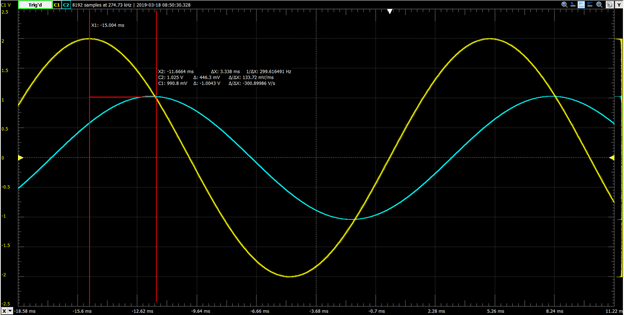 C1 V Trig'd C1 C2 8192 samples at 274.73 kHz | 2019-03-18 08:50:30.328 Y
2.5
X1: -15.004 ms
2
X2: -11.6664 ms ΔX: 3.338 ms 1/ΔX: 299.616491 Hz
C2: 1.025 V Δ: 446.3 mV Δ/ΔX: 133.72 mV/ms
C1: 990.8 mV Δ: -1.0043 V Δ/ΔX: -300.89986 V/s
1.5
1
0.5
0
-0.5
-1
-1.5
-2
-2.5
X -18.58 ms -15.6 ms -12.62 ms -9.64 ms -6.66 ms -3.68 ms -0.7 ms 2.28 ms 5.26 ms 8.24 ms 11.22 ms